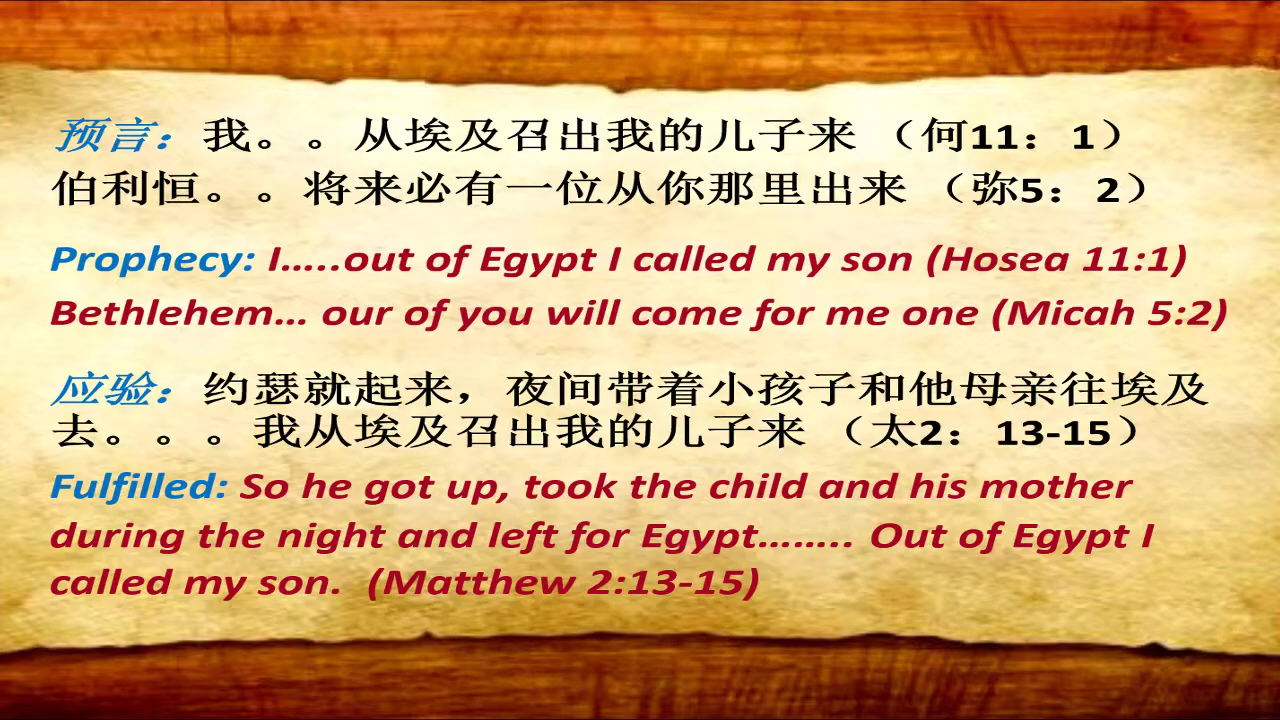 预言：我。。从埃及召出我的儿子来 （何11：1）
伯利恒。。将来必有一位从你那里出来 （弥5：2）
Prophecy: I…..out of Egypt I called my son (Hosea 11:1)
Bethlehem… our of you will come for me one (Micah 5:2)
应验：约瑟就起来，夜间带着小孩子和他母亲往埃及
去。。。我从埃及召出我的儿子来 （太2：13-15）
Fulfilled: So he got up, took the child and his mother
during the night and left for Egypt…….. Out of Egypt I
called my son.  (Matthew 2:13-15)